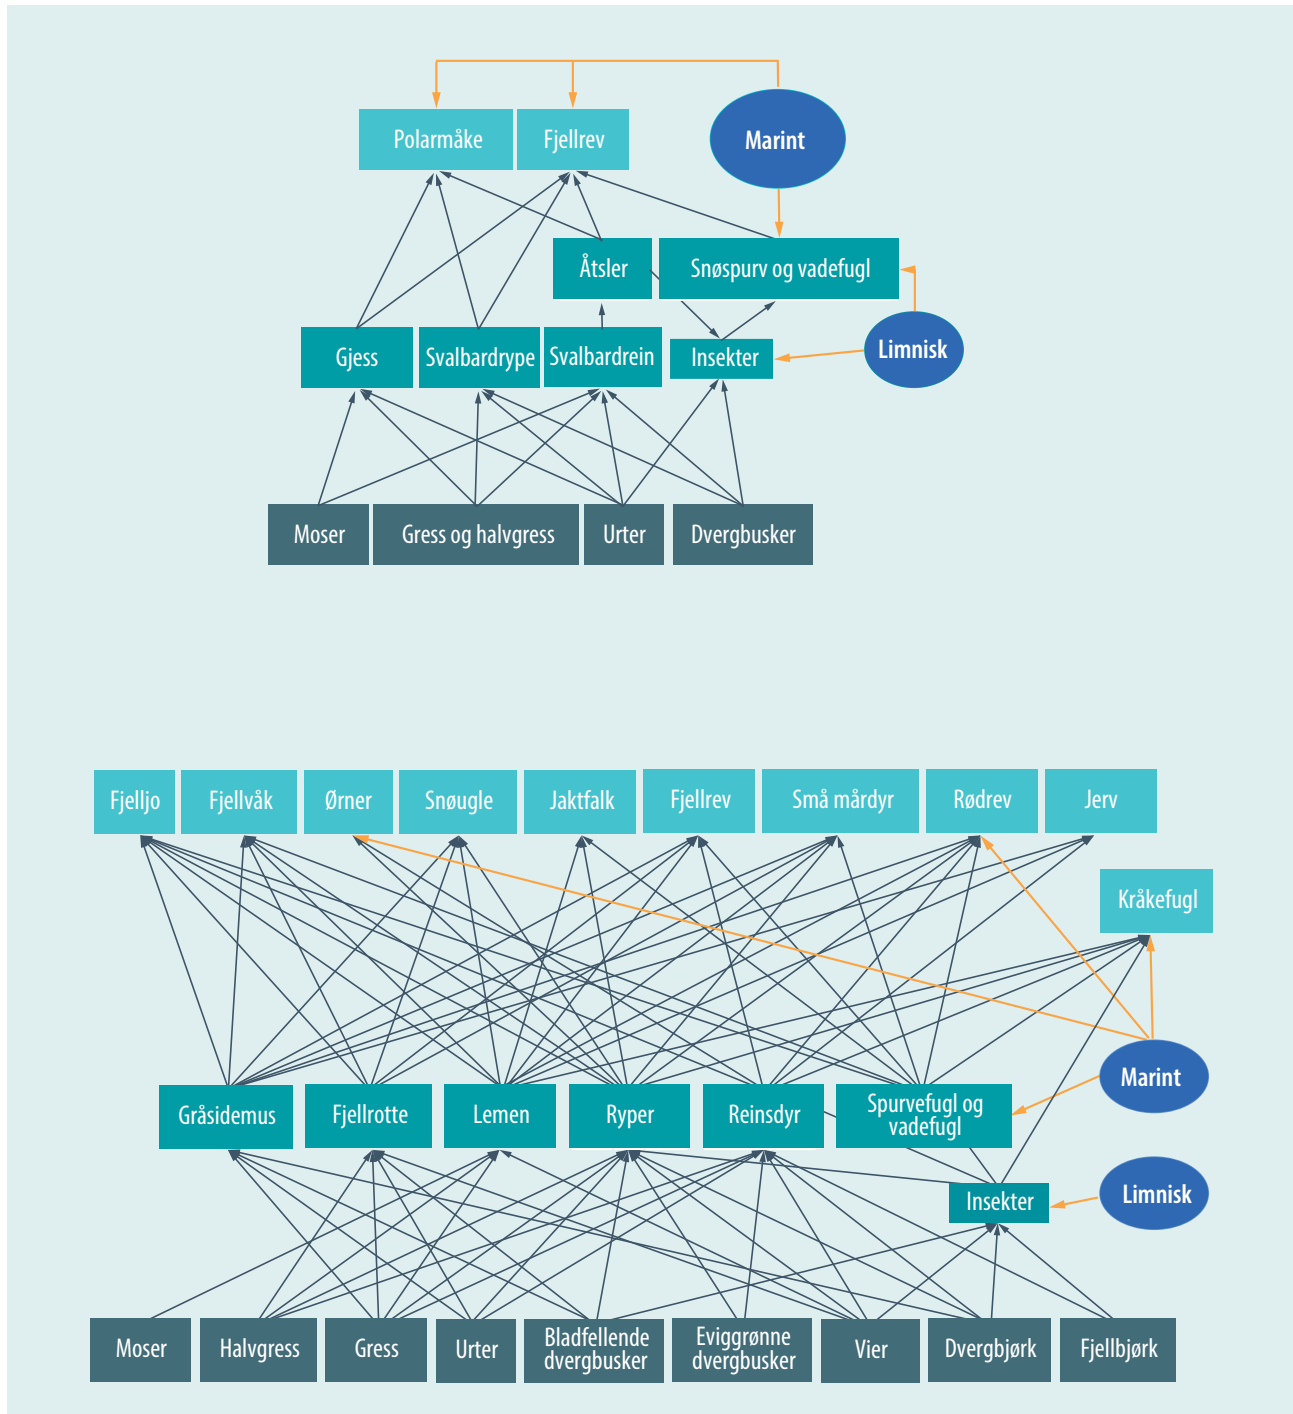 Polarmåke
Fjellrev
Marint
Åtsler
Snøspurv og vadefugl
Gjess
Svalbardrype
Svalbardrein
Insekter
Limnisk
Moser
Gress og halvgress
Urter
Dvergbusker
Fjelljo
Fjellvåk
Ørner
Snøugle
Jaktfalk
Fjellrev
Små mårdyr
Rødrev
Jerv
Kråkefugl
Marint
Gråsidemus
Fjellrotte
Lemen
Ryper
Reinsdyr
Spurvefugl og
vadefugl
Insekter
Limnisk
Moser
Halvgress
Gress
Urter
Bladfellende
dvergbusker
Eviggrønne
dvergbusker
Vier
Dvergbjørk
Fjellbjørk